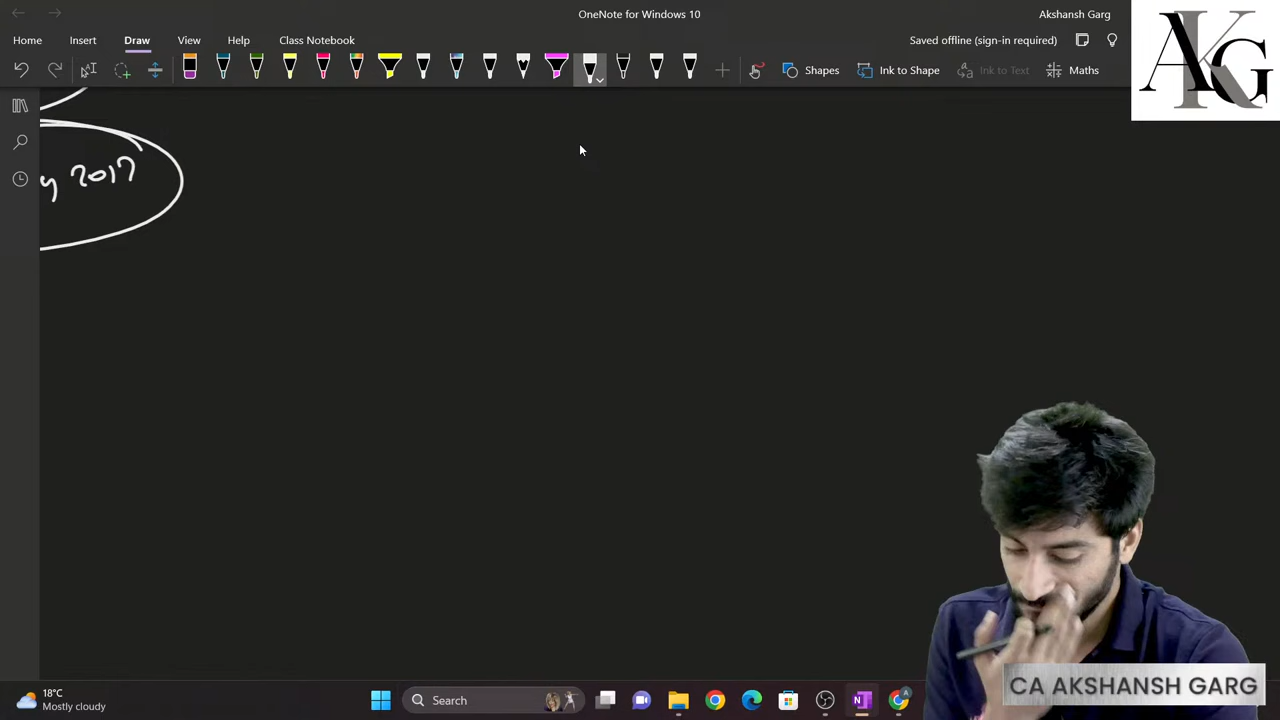 OneNote for Windows 10
Akshansh Garg
Home Insert Draw View Help Class Notebook
Saved offline (sign-in required)
Shapes
Ink to Shape
Ink to Text
Maths
AKG
2017
CA AKSHANSH GARG
18°C
Mostly cloudy
Search